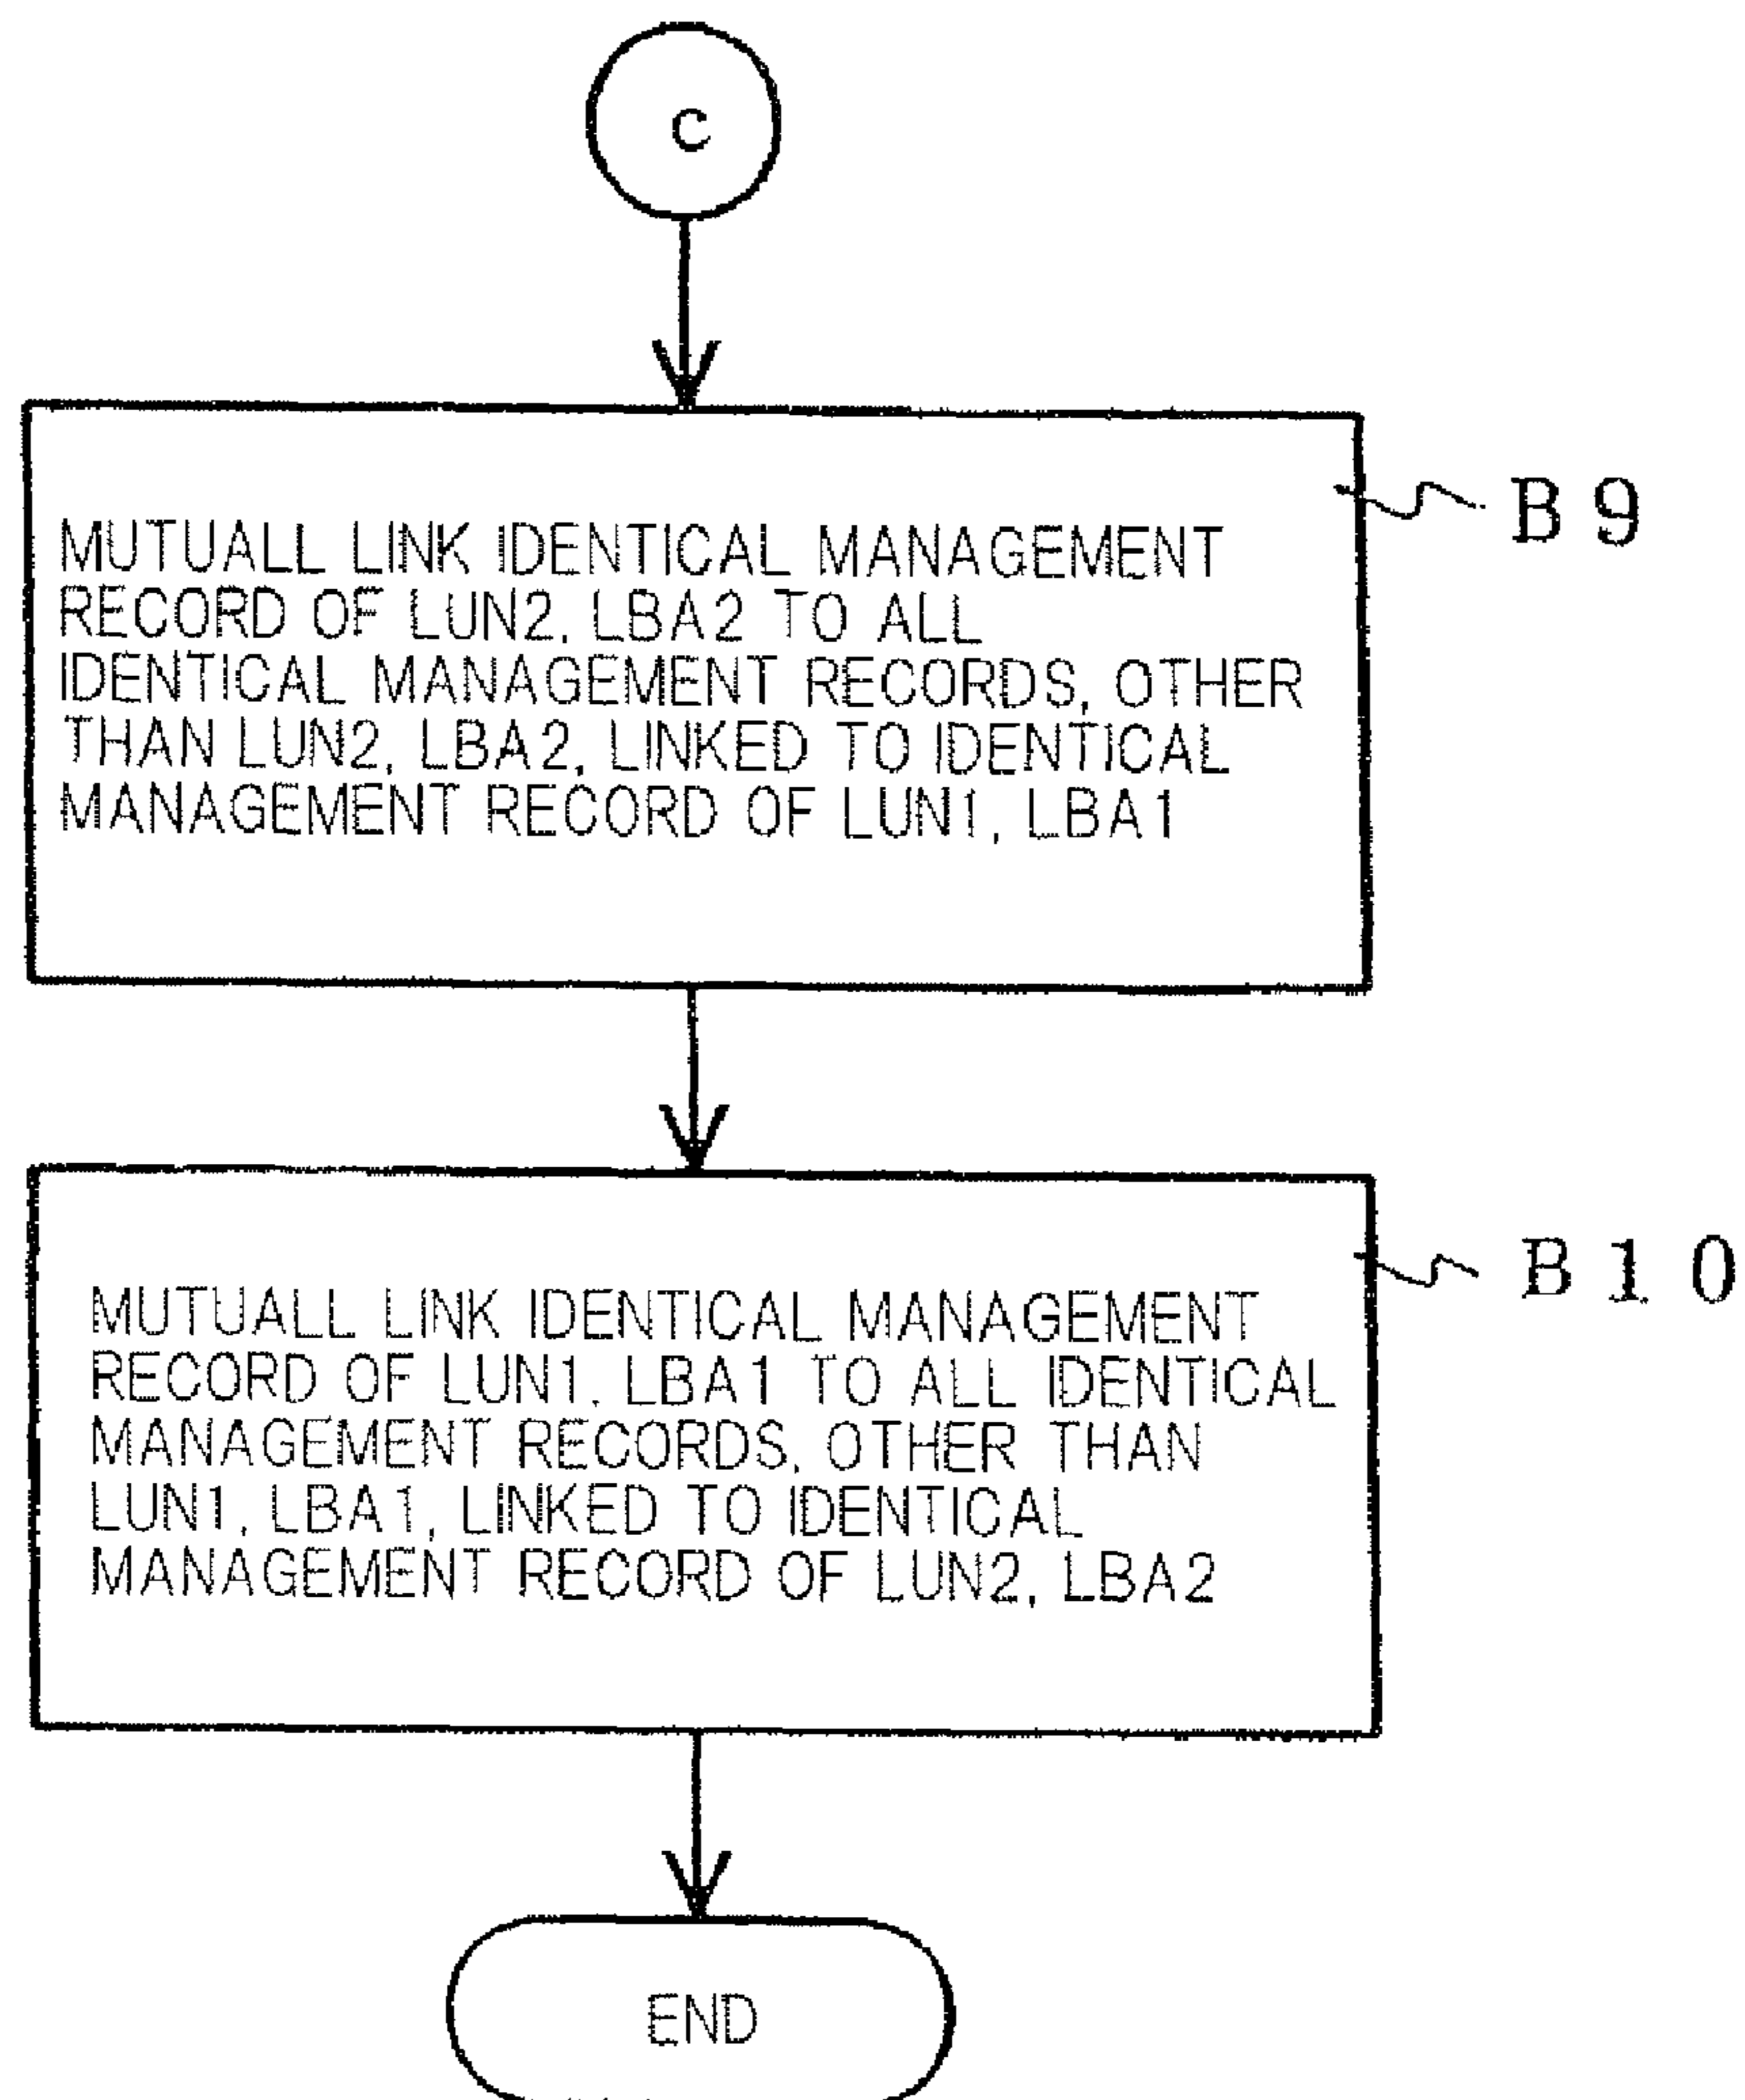 c
MUTUALL LINK IDENTICAL MANAGEMENT
RECORD OF LUN2, LBA2 TO ALL
IDENTICAL MANAGEMENT RECORDS, OTHER
THAN LUN2, LBA2, LINKED TO IDENTICAL
MANAGEMENT RECORD OF LUN1, LBA1
B9
MUTUALL LINK IDENTICAL MANAGEMENT
RECORD OF LUN1, LBA1 TO ALL IDENTICAL
MANAGEMENT RECORDS, OTHER THAN
LUN1, LBA1, LINKED TO IDENTICAL
MANAGEMENT RECORD OF LUN2, LBA2
B10
END